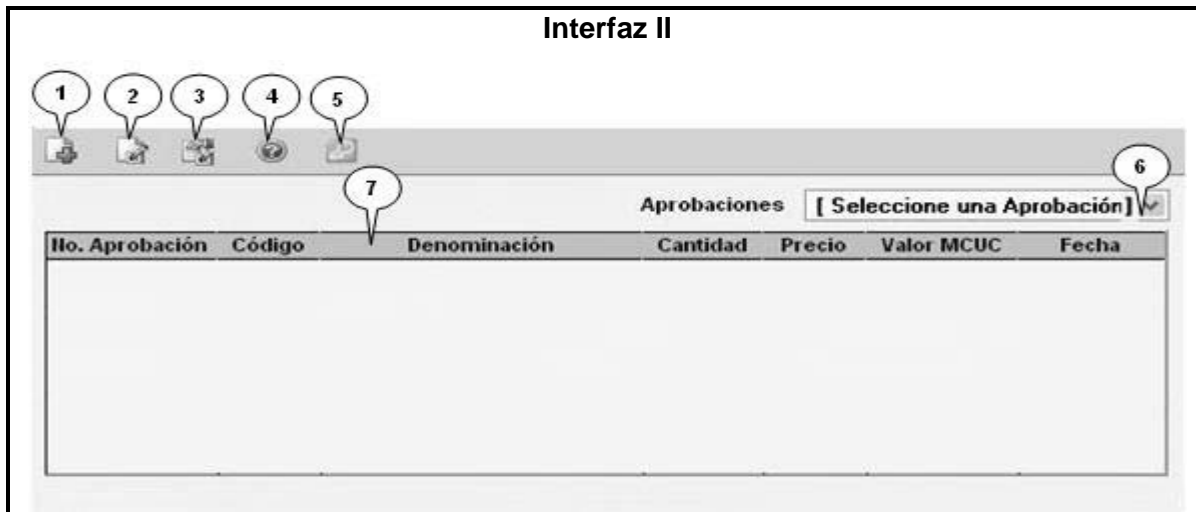 Interfaz II
1 2 3 4 5
6
7
Aprobaciones [ Seleccione una Aprobación]
No. Aprobación Código Denominación Cantidad Precio Valor MCUC Fecha